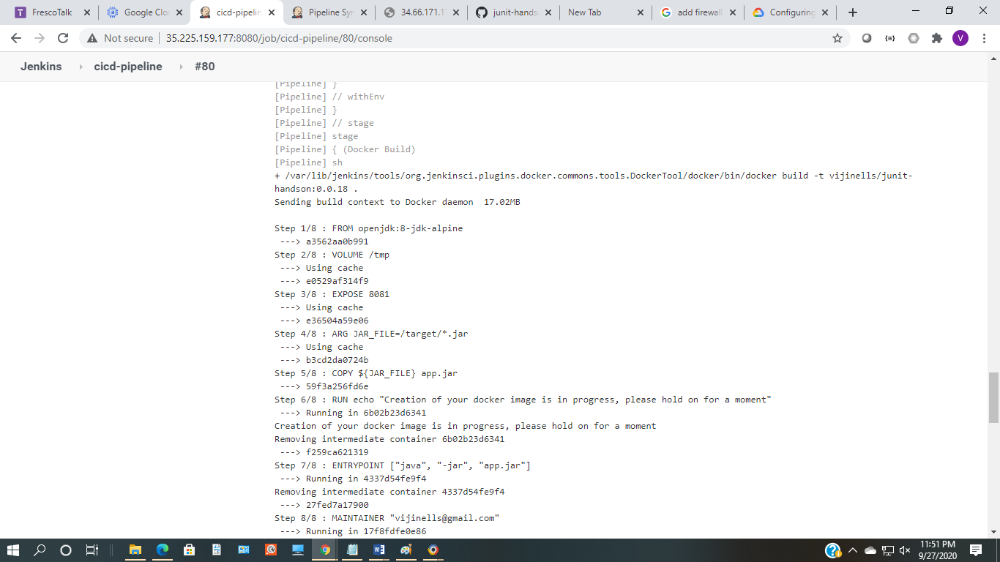 FrescoTalk
Google Clo
cicd-pipelin
Pipeline Syn
34.66.171.1
junit-hands
New Tab
add firewall
Configuring
Not secure
35.225.159.177:8080/job/cicd-pipeline/80/console
V
Jenkins
cicd-pipeline
#80
[Pipeline] }
[Pipeline] // withEnv
[Pipeline] }
[Pipeline] // stage
[Pipeline] stage
[Pipeline] { (Docker Build)
[Pipeline] sh
+ /var/lib/jenkins/tools/org.jenkinsci.plugins.docker.commons.tools.DockerTool/docker/bin/docker build -t vijinells/junit-
handson:0.0.18 .
Sending build context to Docker daemon  17.02MB
Step 1/8 : FROM openjdk:8-jdk-alpine
---> a3562aa0b991
Step 2/8 : VOLUME /tmp
---> Using cache
---> e0529af314f9
Step 3/8 : EXPOSE 8081
---> Using cache
---> e36504a59e06
Step 4/8 : ARG JAR_FILE=/target/*.jar
---> Using cache
---> b3cd2da0724b
Step 5/8 : COPY ${JAR_FILE} app.jar
---> 59f3a256fd6e
Step 6/8 : RUN echo "Creation of your docker image is in progress, please hold on for a moment"
---> Running in 6b02b23d6341
Creation of your docker image is in progress, please hold on for a moment
Removing intermediate container 6b02b23d6341
---> f259ca621319
Step 7/8 : ENTRYPOINT ["java", "-jar", "app.jar"]
---> Running in 4337d54fe9f4
Removing intermediate container 4337d54fe9f4
---> 27fed7a17900
Step 8/8 : MAINTAINER "vijinells@gmail.com"
---> Running in 17f8fdfe0e86
11:51 PM
9/27/2020